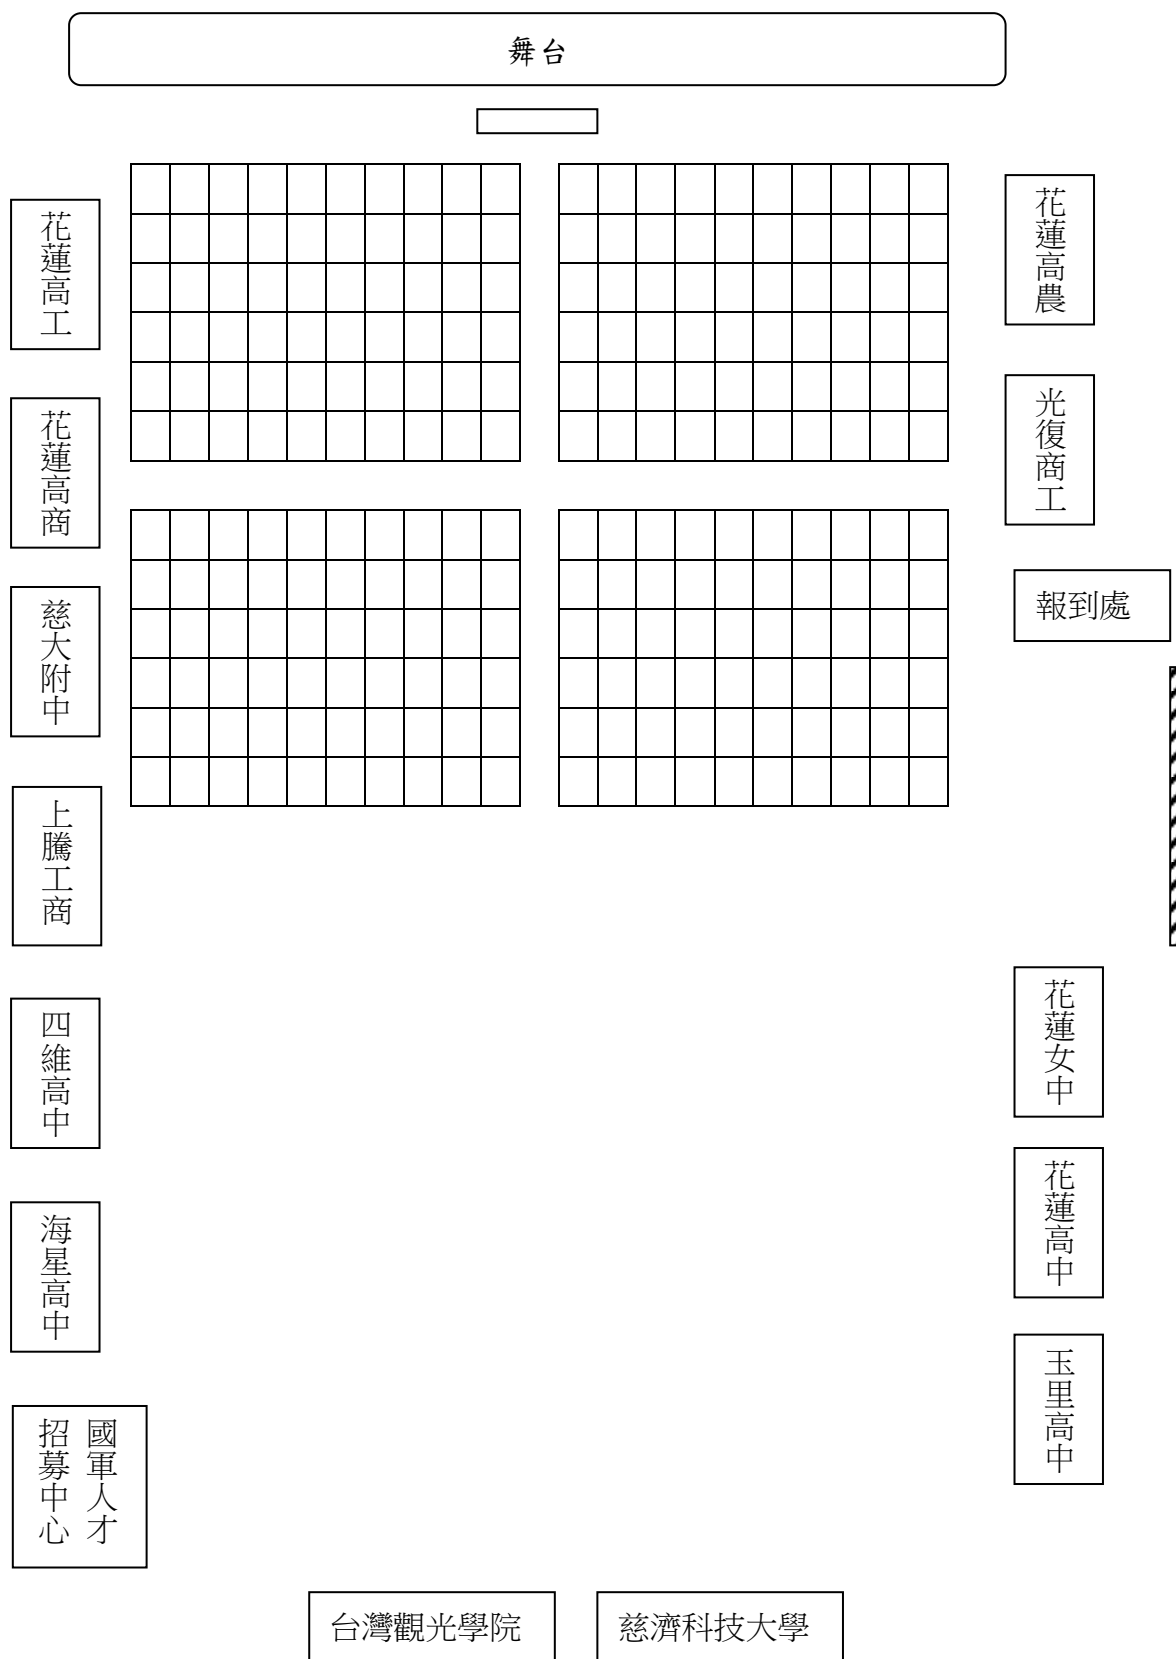 舞台
花蓮高工
花蓮高商
慈大附中
上騰工商
四維高中
海星高中
國軍人才
招募中心
花蓮高農
光復商工
報到處
花蓮女中
花蓮高中
玉里高中
台灣觀光學院
慈濟科技大學